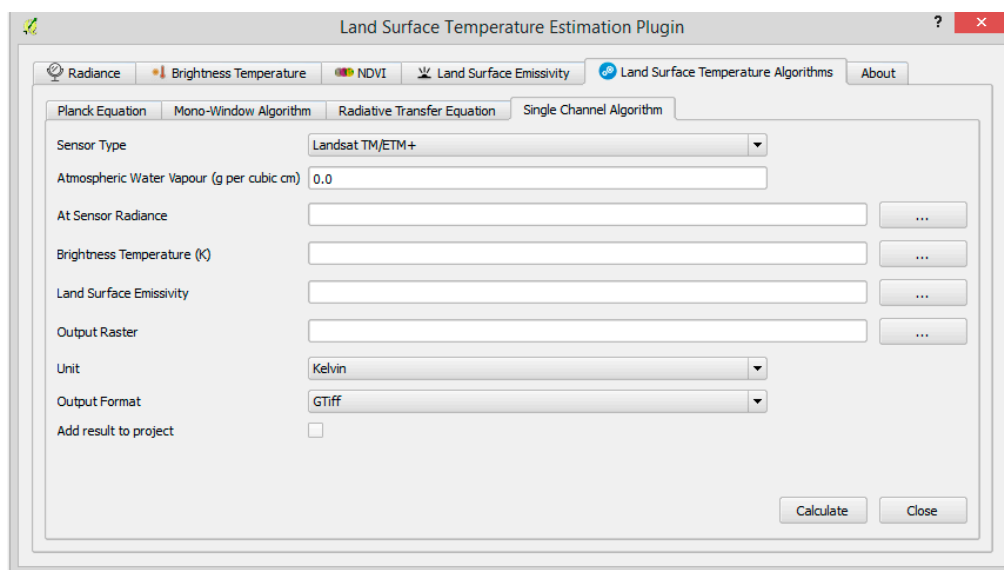 Land Surface Temperature Estimation Plugin ? ×
Radiance Brightness Temperature NDVI Land Surface Emissivity Land Surface Temperature Algorithms About
Planck Equation Mono-Window Algorithm Radiative Transfer Equation Single Channel Algorithm
Sensor Type Landsat TM/ETM+
Atmospheric Water Vapour (g per cubic cm) 0.0
At Sensor Radiance ...
Brightness Temperature (K) ...
Land Surface Emissivity ...
Output Raster ...
Unit Kelvin
Output Format GTiff
Add result to project
Calculate Close